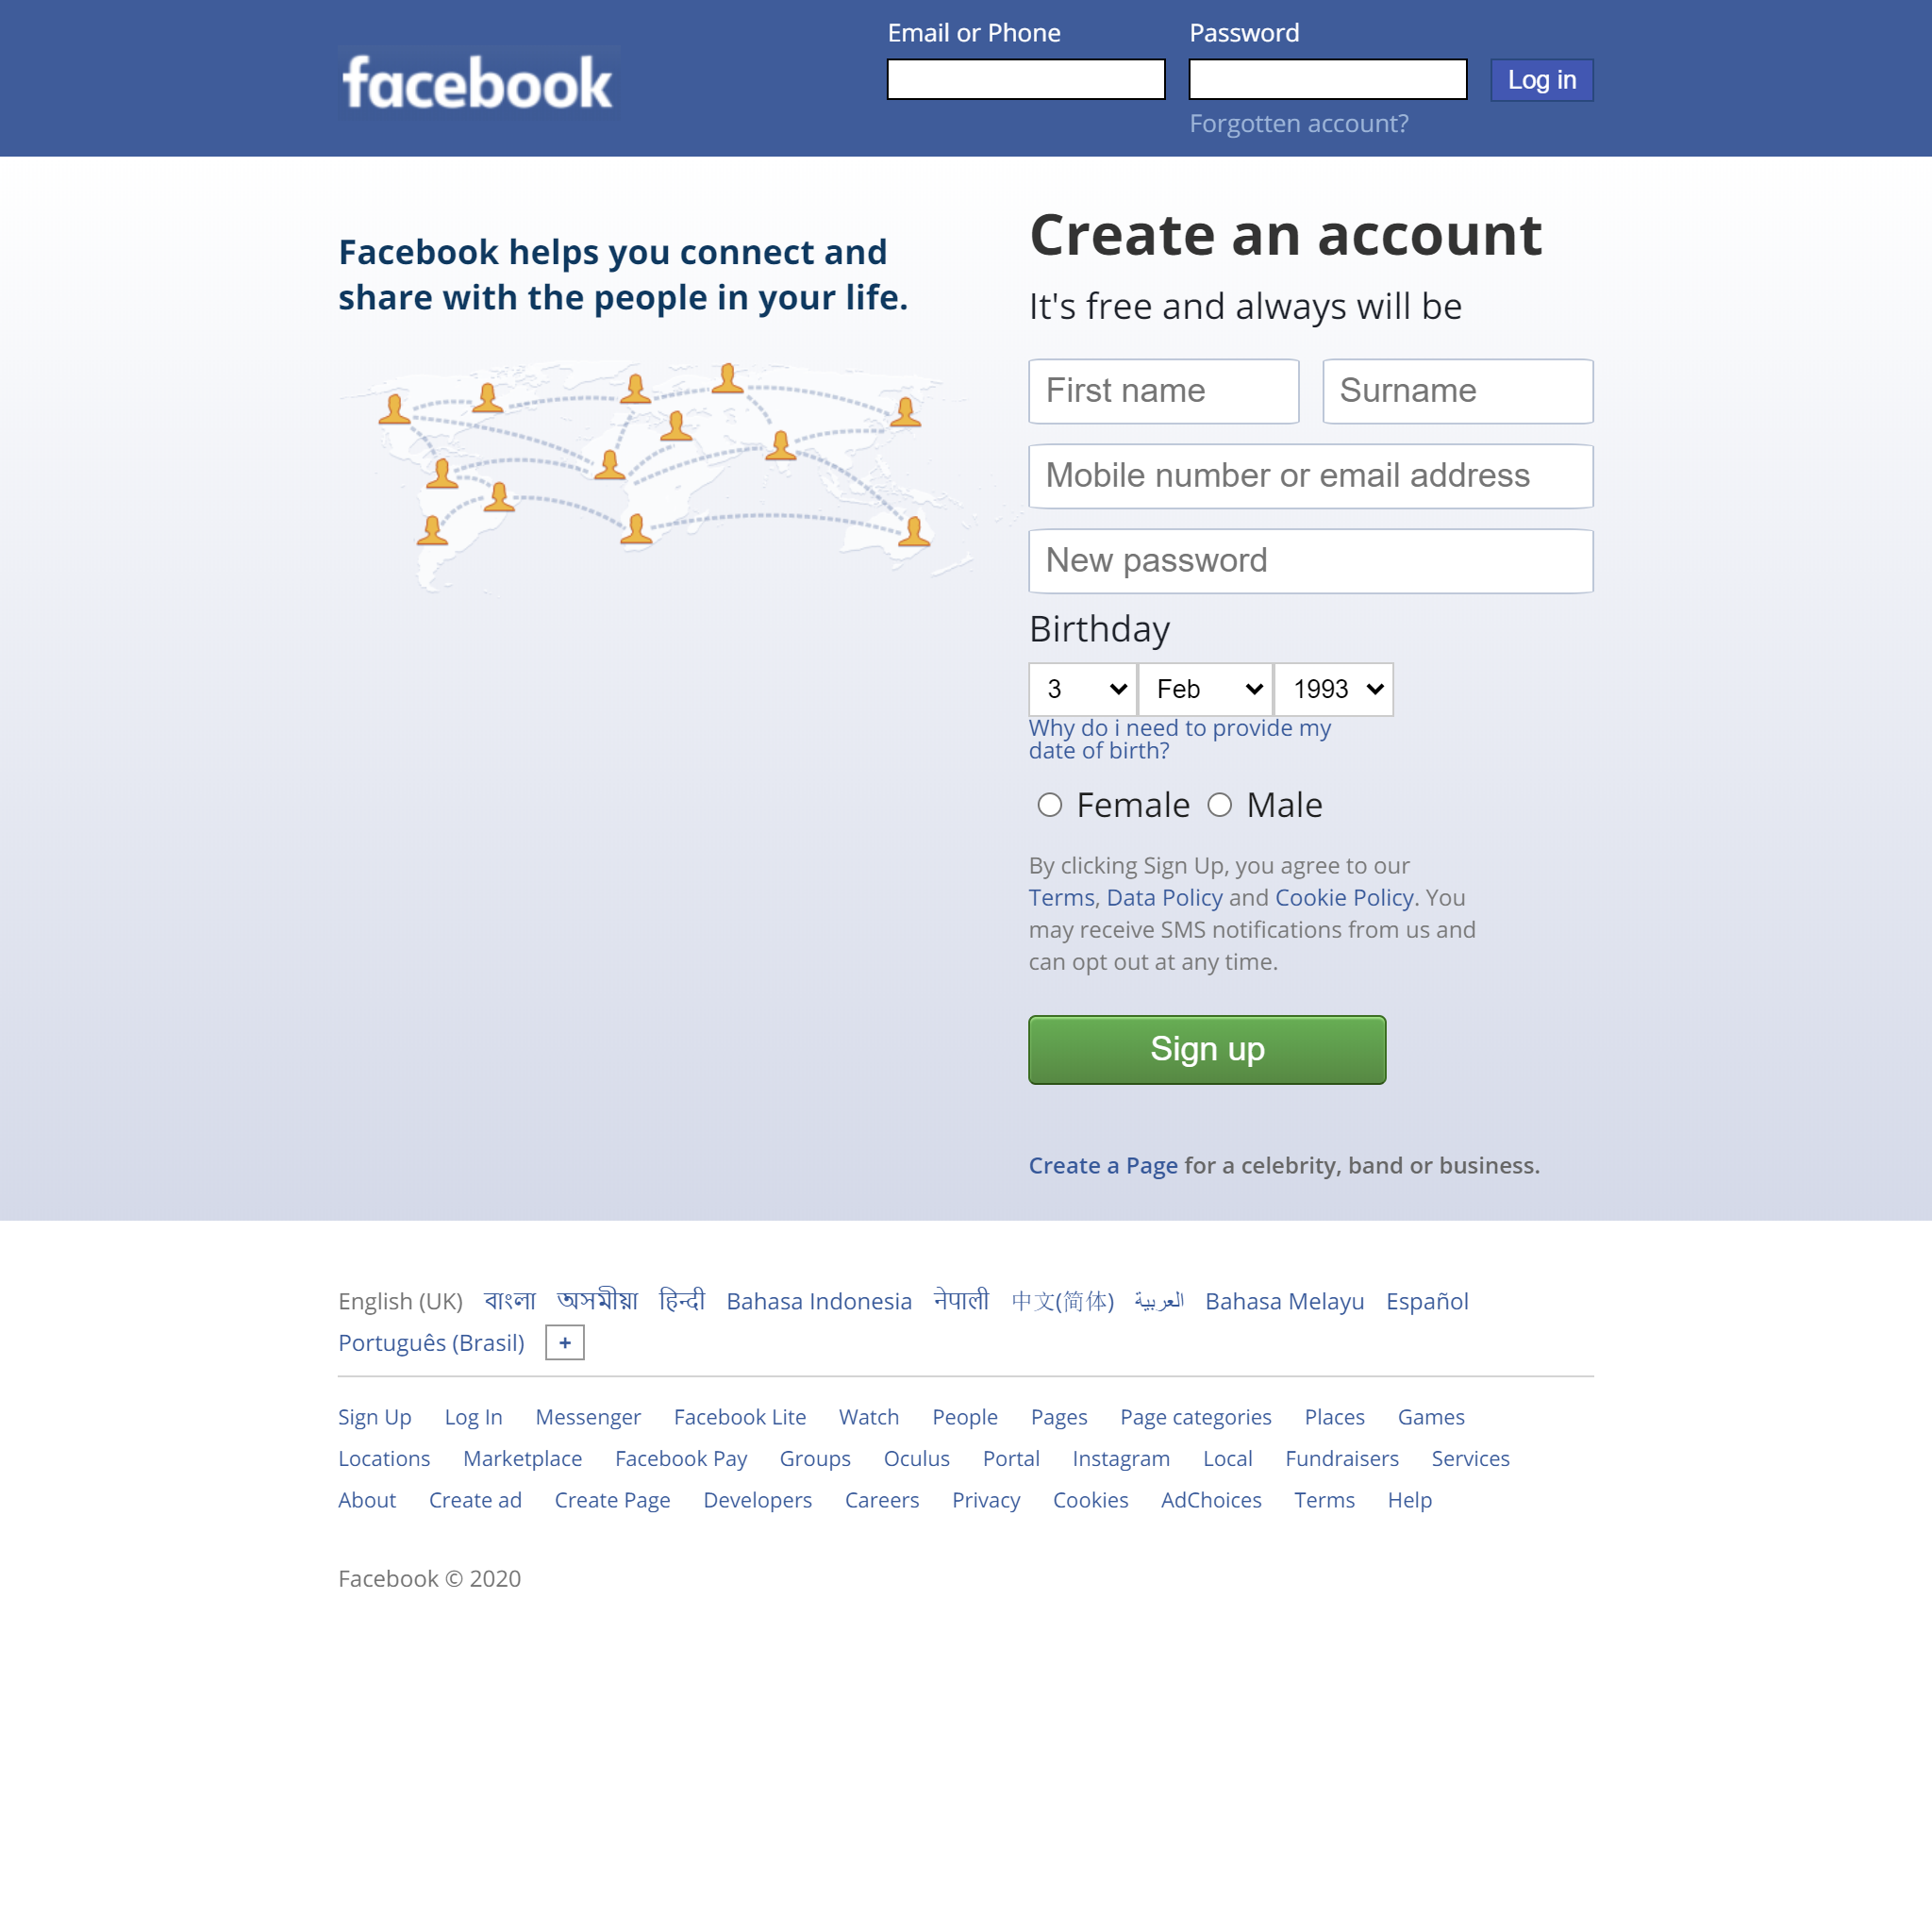 Email or Phone
Password
facebook
Log in
Forgotten account?
Facebook helps you connect and
share with the people in your life.
Create an account
It's free and always will be
First name
Surname
Mobile number or email address
New password
Birthday
3
Feb
1993
Why do i need to provide my
date of birth?
Female
Male
By clicking Sign Up, you agree to our
Terms, Data Policy and Cookie Policy. You
may receive SMS notifications from us and
can opt out at any time.
Sign up
Create a Page for a celebrity, band or business.
English (UK) বাংলা অসমীয়া हिन्दी Bahasa Indonesia नेपाली 中文(简体) العربية Bahasa Melayu Español
Português (Brasil) +
Sign Up Log In Messenger Facebook Lite Watch People Pages Page categories Places Games
Locations Marketplace Facebook Pay Groups Oculus Portal Instagram Local Fundraisers Services
About Create ad Create Page Developers Careers Privacy Cookies AdChoices Terms Help
Facebook © 2020